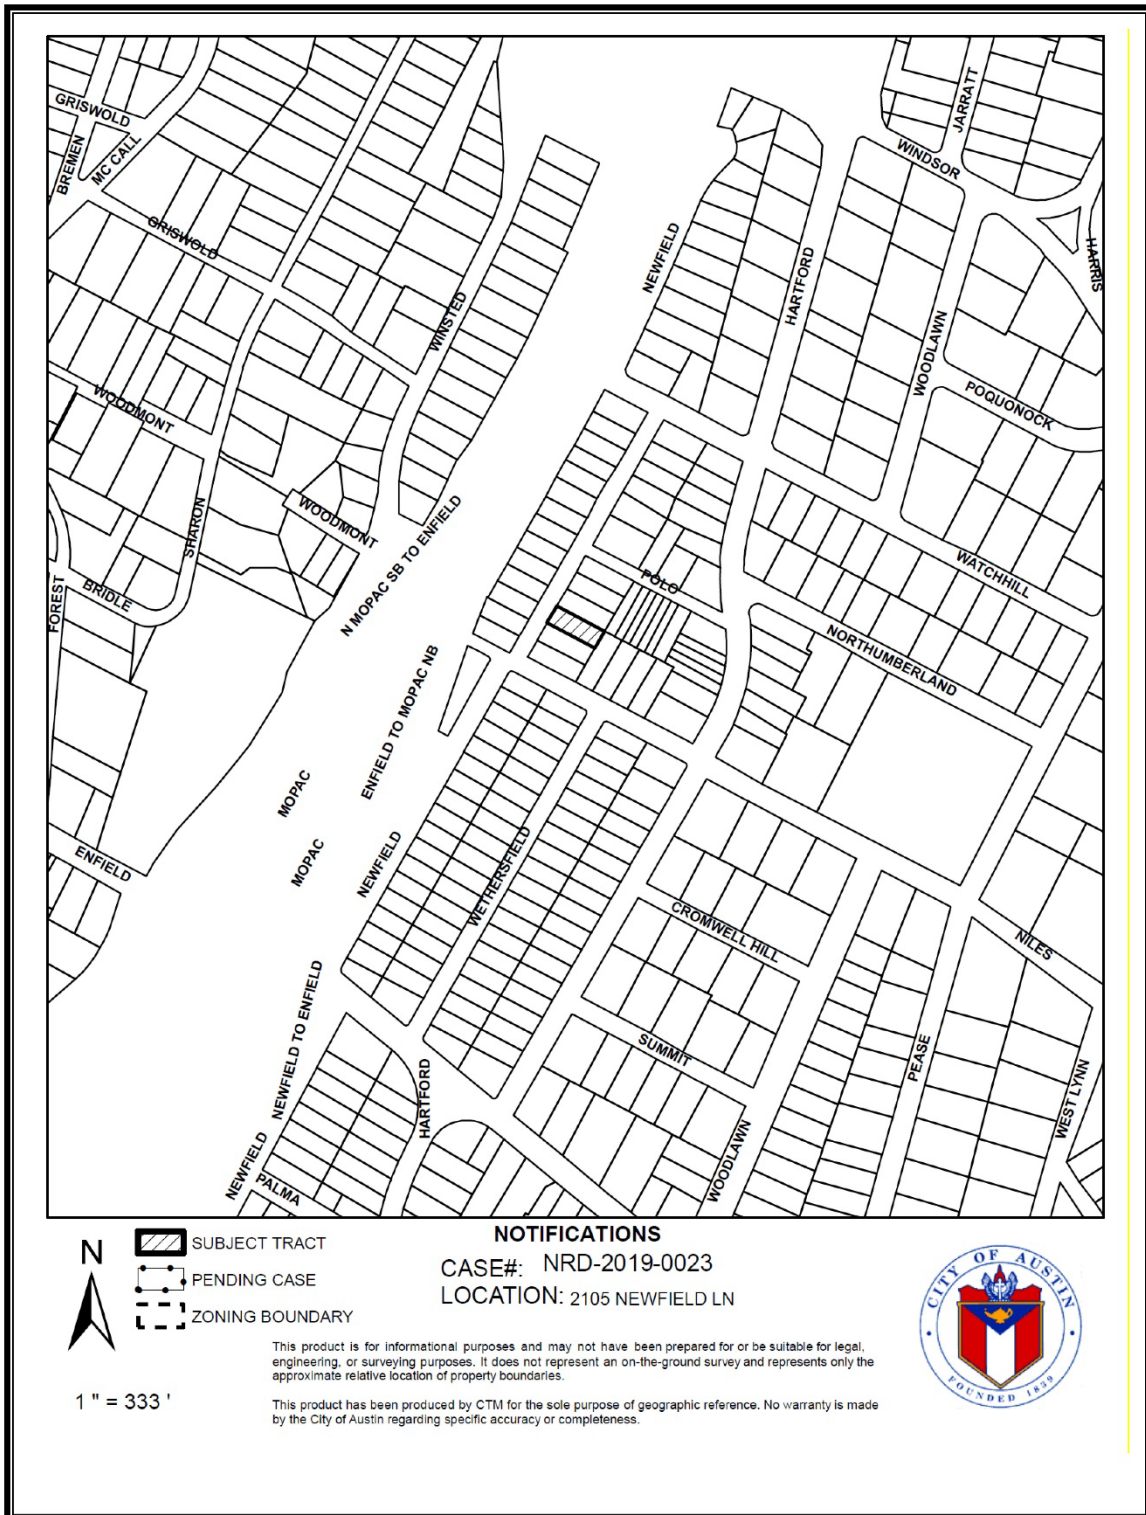 JARRATT
GRISWOLD
BREMEN
MC CALL
WINDSOR
GRISWOLD
NEWFIELD
HARTFORD
HARRIS
WINSTED
WOODLAWN
WOODMONT
POQUONOCK
SHARON
WOODMONT
N MOPAC SB TO ENFIELD
WATCHHILL
POLO
FOREST
BRIDLE
NORTHUMBERLAND
ENFIELD TO MOPAC NB
MOPAC
MOPAC
ENFIELD
NEWFIELD
WETHERSFIELD
CROMWELL HILL
NILES
NEWFIELD TO ENFIELD
SUMMIT
PEASE
HARTFORD
WEST LYNN
NEWFIELD
PALMA
WOODLAWN
N
1 " = 333 '
SUBJECT TRACT
PENDING CASE
ZONING BOUNDARY
NOTIFICATIONS
CASE#: NRD-2019-0023
LOCATION: 2105 NEWFIELD LN
This product is for informational purposes and may not have been prepared for or be suitable for legal,
engineering, or surveying purposes. It does not represent an on-the-ground survey and represents only the
approximate relative location of property boundaries.
This product has been produced by CTM for the sole purpose of geographic reference. No warranty is made
by the City of Austin regarding specific accuracy or completeness.
CITY OF AUSTIN
FOUNDED 1839